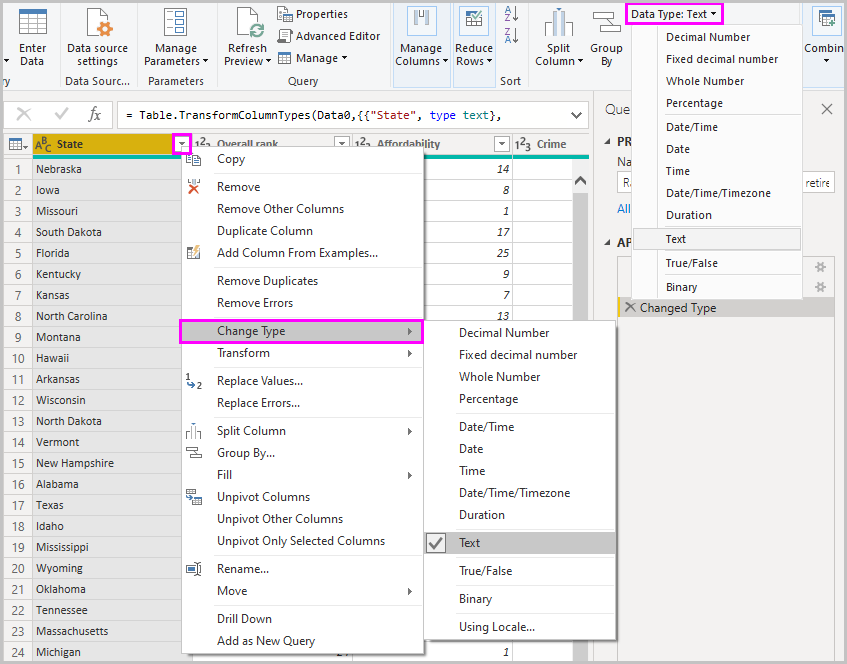 Enter
Data
Data source
settings
Data Sourc...
Manage
Parameters
Parameters
Refresh
Preview
Properties
Advanced Editor
Manage
Query
Manage
Columns
Reduce
Rows
A
Z
Z
A
Sort
Split
Column
Group
By
Data Type: Text
Decimal Number
Fixed decimal number
Whole Number
Percentage
Date/Time
Date
Time
Date/Time/Timezone
Duration
Text
True/False
Binary
Combin
ry
fx
= Table.TransformColumnTypes(Data0,{{"State", type text},
Que
PR
Na
Ra
retire
All
AP
Changed Type
ABC State
123 Overall rank
123 Affordability
123 Crime
1 Nebraska 14
2 Iowa 8
3 Missouri 1
4 South Dakota 17
5 Florida 25
6 Kentucky 9
7 Kansas 7
8 North Carolina 13
9 Montana
10 Hawaii
11 Arkansas
12 Wisconsin
13 North Dakota
14 Vermont
15 New Hampshire
16 Alabama
17 Texas
18 Idaho
19 Mississippi
20 Wyoming
21 Oklahoma
22 Tennessee
23 Massachusetts
24 Michigan 1
Copy
Remove
Remove Other Columns
Duplicate Column
Add Column From Examples...
Remove Duplicates
Remove Errors
Change Type
Transform
1
2
Replace Values...
Replace Errors...
Split Column
Group By...
Fill
Unpivot Columns
Unpivot Other Columns
Unpivot Only Selected Columns
Rename...
Move
Drill Down
Add as New Query
Decimal Number
Fixed decimal number
Whole Number
Percentage
Date/Time
Date
Time
Date/Time/Timezone
Duration
Text
True/False
Binary
Using Locale...